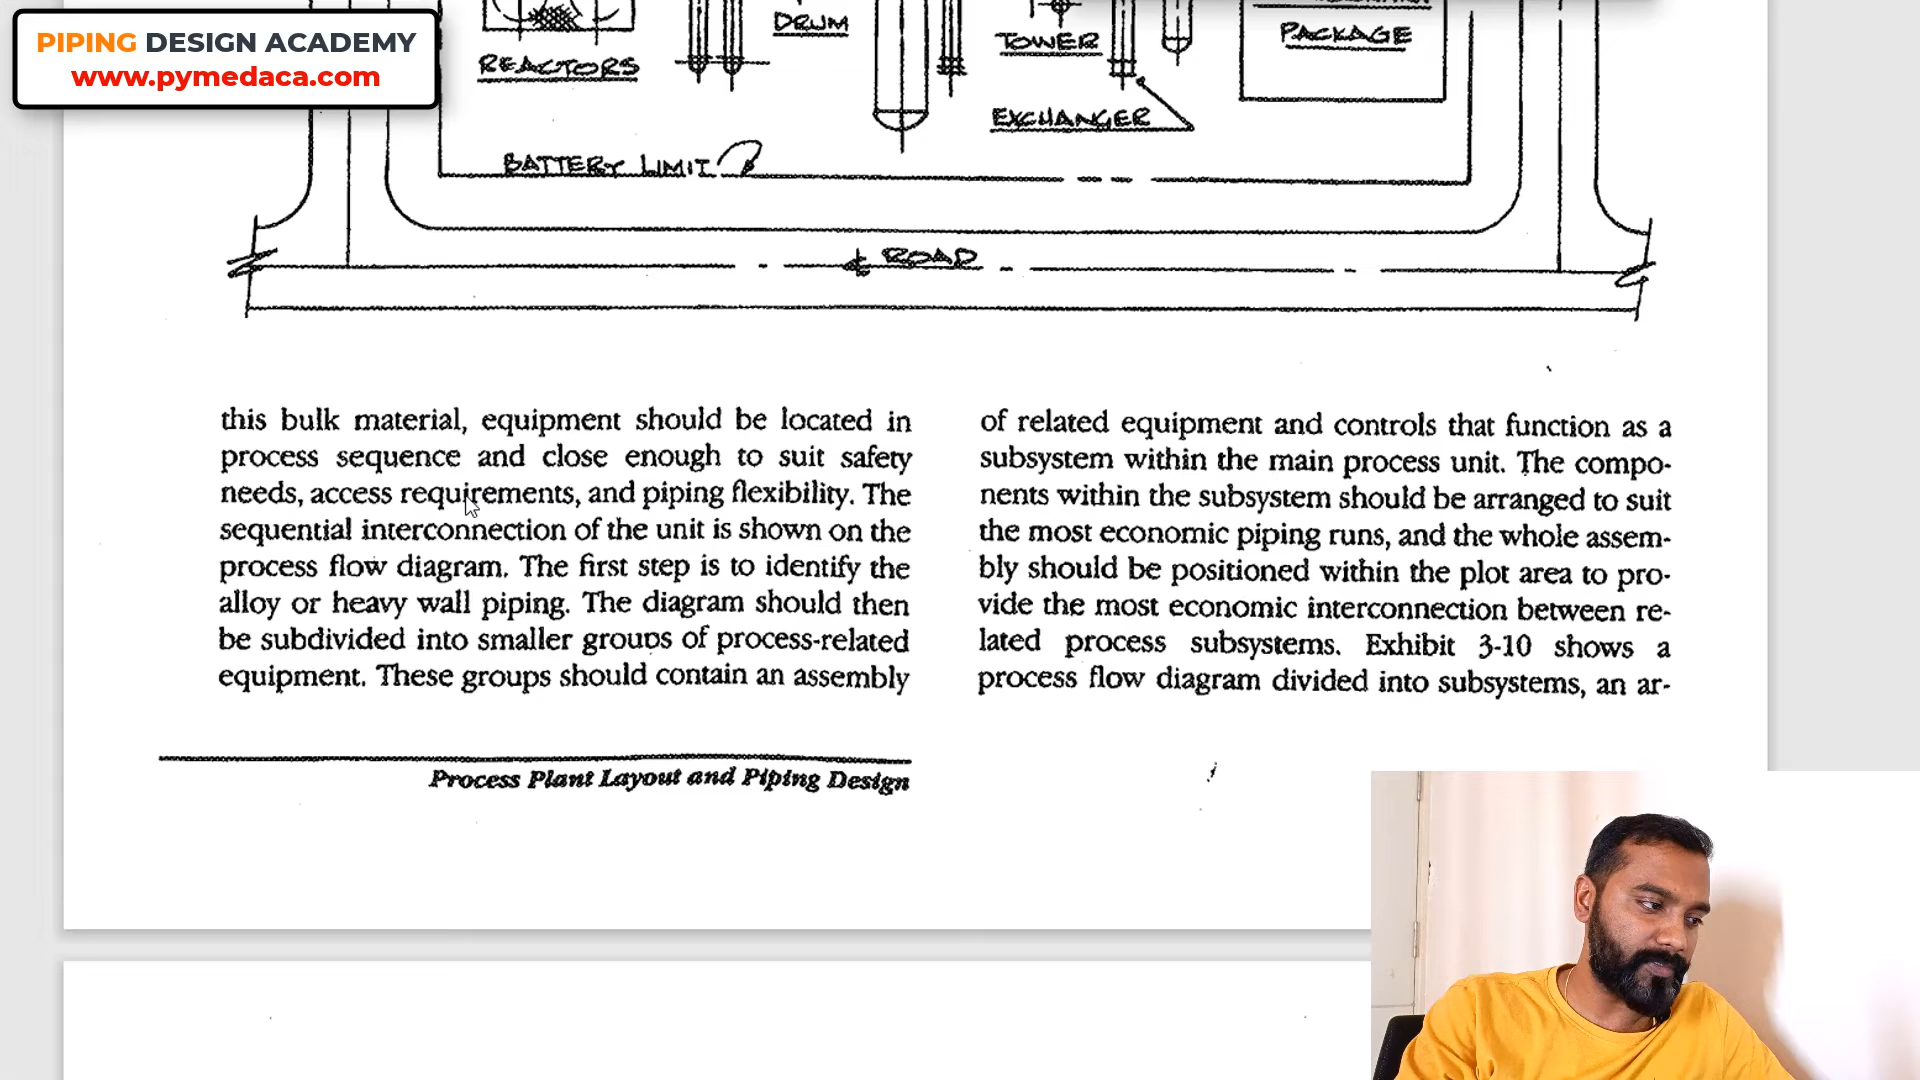 PIPING DESIGN ACADEMY
www.pymedaca.com
DRUM
TOWER
PACKAGE
REACTORS
EXCHANGER
BATTERY LIMIT
ROAD
this bulk material, equipment should be located in
process sequence and close enough to suit safety
needs, access requirements, and piping flexibility. The
sequential interconnection of the unit is shown on the
process flow diagram. The first step is to identify the
alloy or heavy wall piping. The diagram should then
be subdivided into smaller groups of process-related
equipment. These groups should contain an assembly
of related equipment and controls that function as a
subsystem within the main process unit. The compo-
nents within the subsystem should be arranged to suit
the most economic piping runs, and the whole assem-
bly should be positioned within the plot area to pro-
vide the most economic interconnection between re-
lated process subsystems. Exhibit 3-10 shows a
process flow diagram divided into subsystems, an ar-
Process Plant Layout and Piping Design